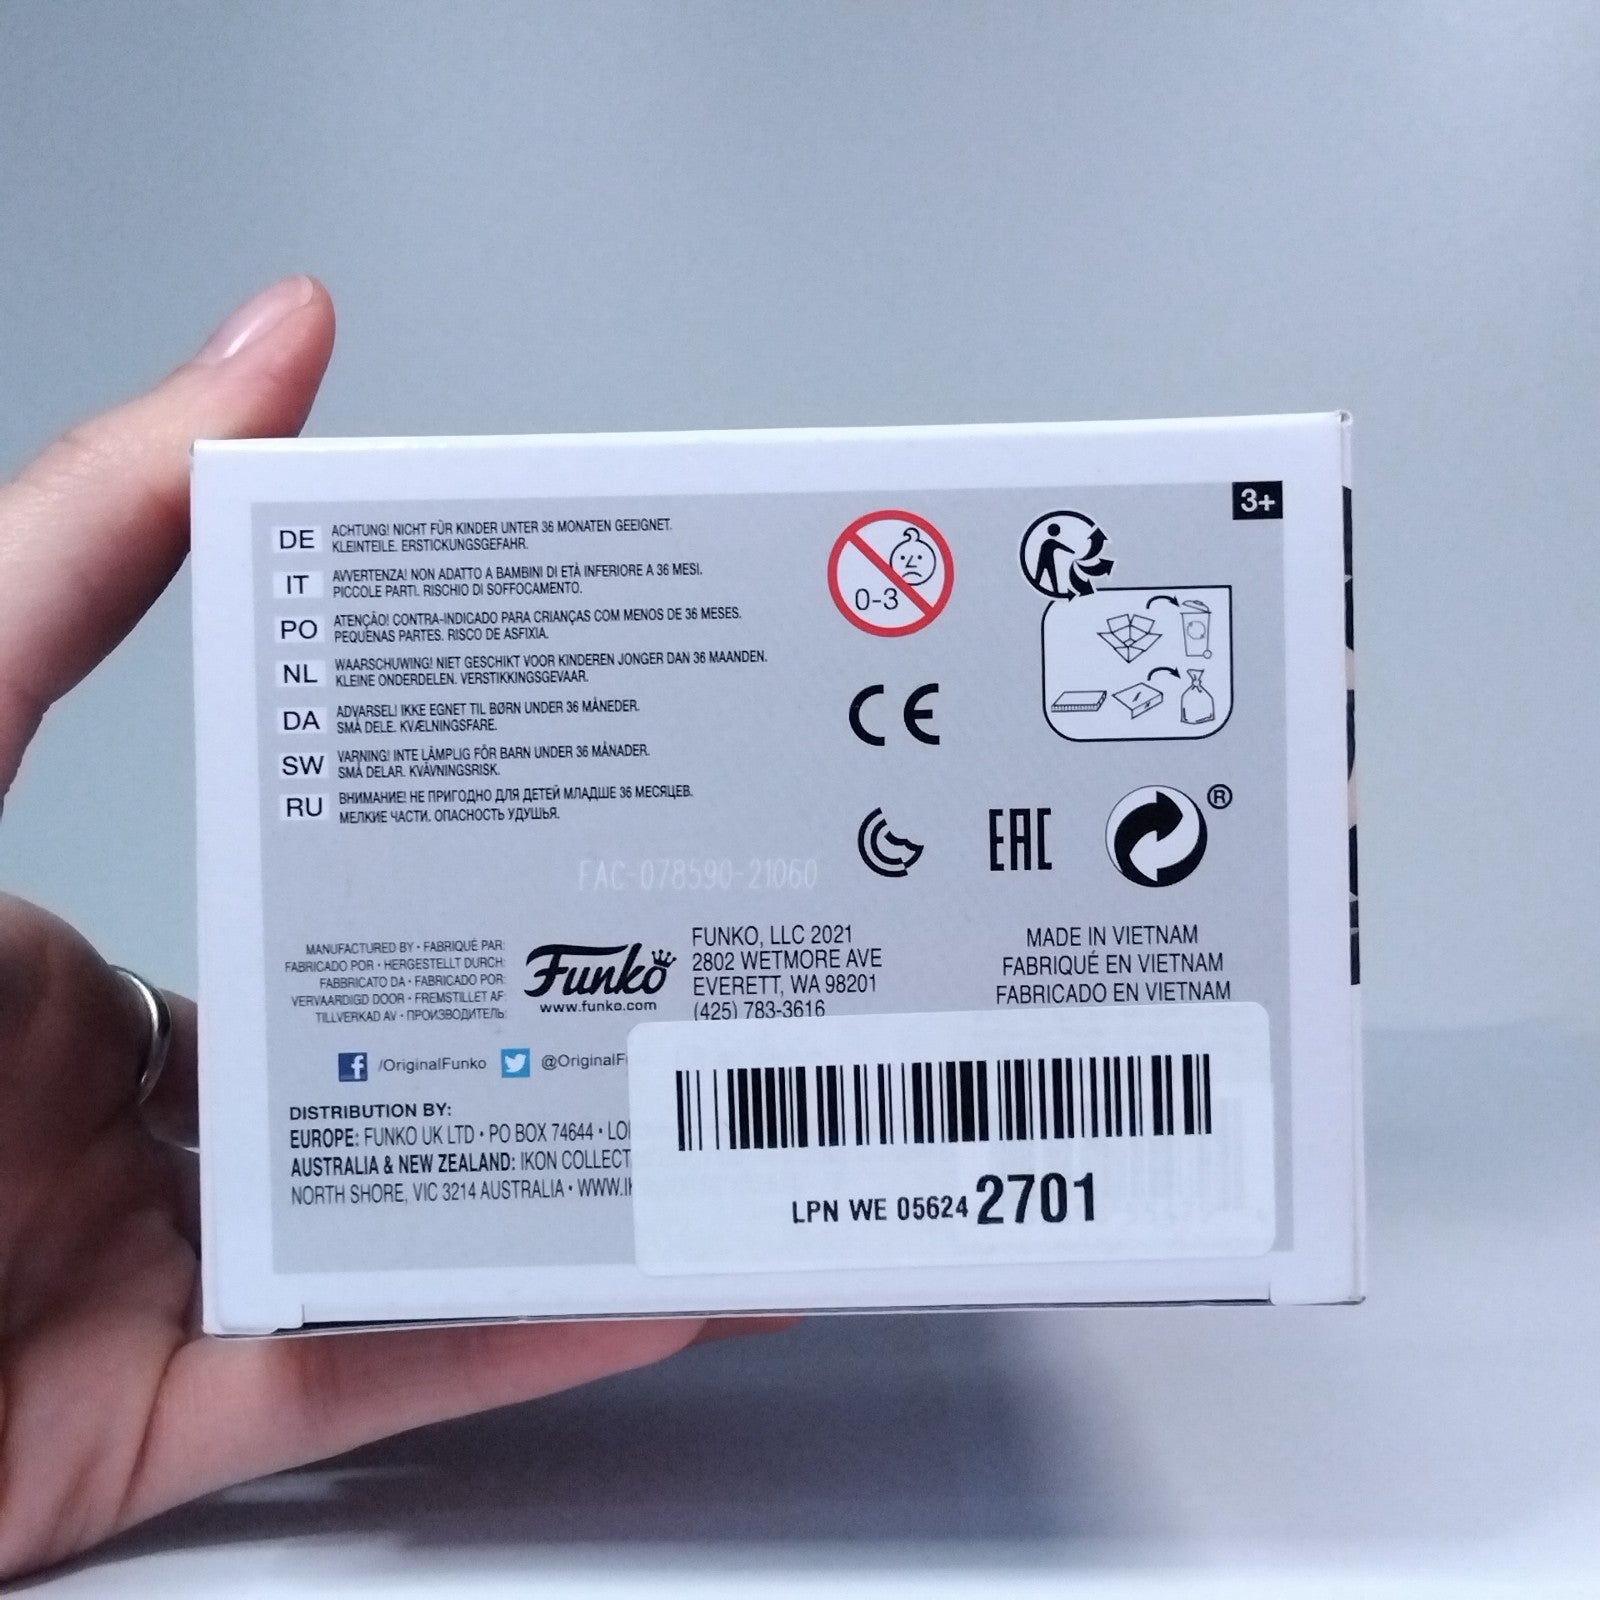 3+
DE ACHTUNG! NICHT FÜR KINDER UNTER 36 MONATEN GEEIGNET.
KLEINTEILE. ERSTICKUNGSGEFAHR.
IT AVVERTENZA! NON ADATTO A BAMBINI DI ETÀ INFERIORE A 36 MESI.
PICCOLE PARTI. RISCHIO DI SOFFOCAMENTO.
PO ATENÇÃO! CONTRA-INDICADO PARA CRIANÇAS COM MENOS DE 36 MESES.
PEQUENAS PARTES. RISCO DE ASFIXIA.
NL WAARSCHUWING! NIET GESCHIKT VOOR KINDEREN JONGER DAN 36 MAANDEN.
KLEINE ONDERDELEN. VERSTIKKINGSGEVAAR.
DA ADVARSEL! IKKE EGNET TIL BØRN UNDER 36 MÅNEDER.
SMÅ DELE. KVÆLNINGSFARE.
SW VARNING! INTE LÄMPLIG FÖR BARN UNDER 36 MÅNADER.
SMÅ DELAR. KVÄVNINGSRISK.
RU ВНИМАНИЕ! НЕ ПРИГОДНО ДЛЯ ДЕТЕЙ МЛАДШЕ 36 МЕСЯЦЕВ.
МЕЛКИЕ ЧАСТИ. ОПАСНОСТЬ УДУШЬЯ.
0-3
CE
EAC
®
FAC-078590-21060
MANUFACTURED BY • FABRIQUÉ PAR:
FABRICADO POR • HERGESTELLT DURCH:
FABBRICATO DA • FABRICADO POR:
VERVAARDIGD DOOR • FREMSTILLET AF:
TILLVERKAD AV • ПРОИЗВОДИТЕЛЬ:
Funko
www.funko.com
FUNKO, LLC 2021
2802 WETMORE AVE
EVERETT, WA 98201
(425) 783-3616
MADE IN VIETNAM
FABRIQUÉ EN VIETNAM
FABRICADO EN VIETNAM
/OriginalFunko @OriginalF
DISTRIBUTION BY:
EUROPE: FUNKO UK LTD • PO BOX 74644 • LO
AUSTRALIA & NEW ZEALAND: IKON COLLECT
NORTH SHORE, VIC 3214 AUSTRALIA • WWW.I
LPN WE 05624 2701